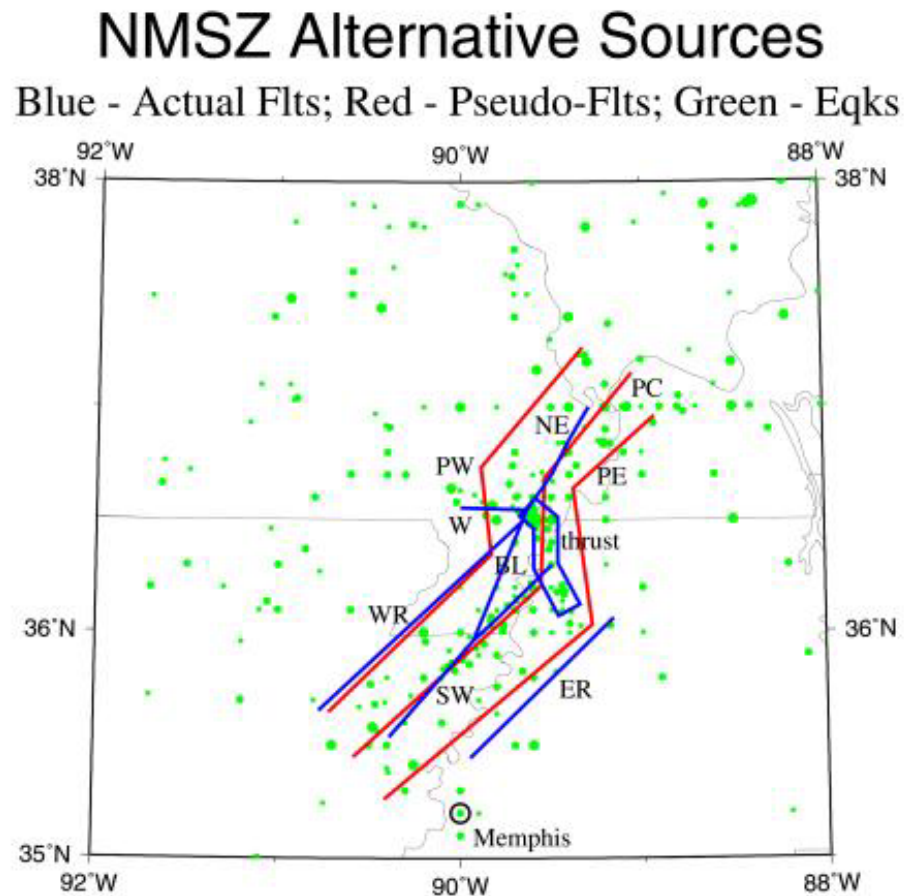 NMSZ Alternative Sources
Blue - Actual Flts; Red - Pseudo-Flts; Green - Eqks
92°W 90°W 88°W
38°N 38°N
PC
NE
PW PE
W
thrust
BL
WR
36°N 36°N
SW ER
Memphis
35°N
92°W 90°W 88°W